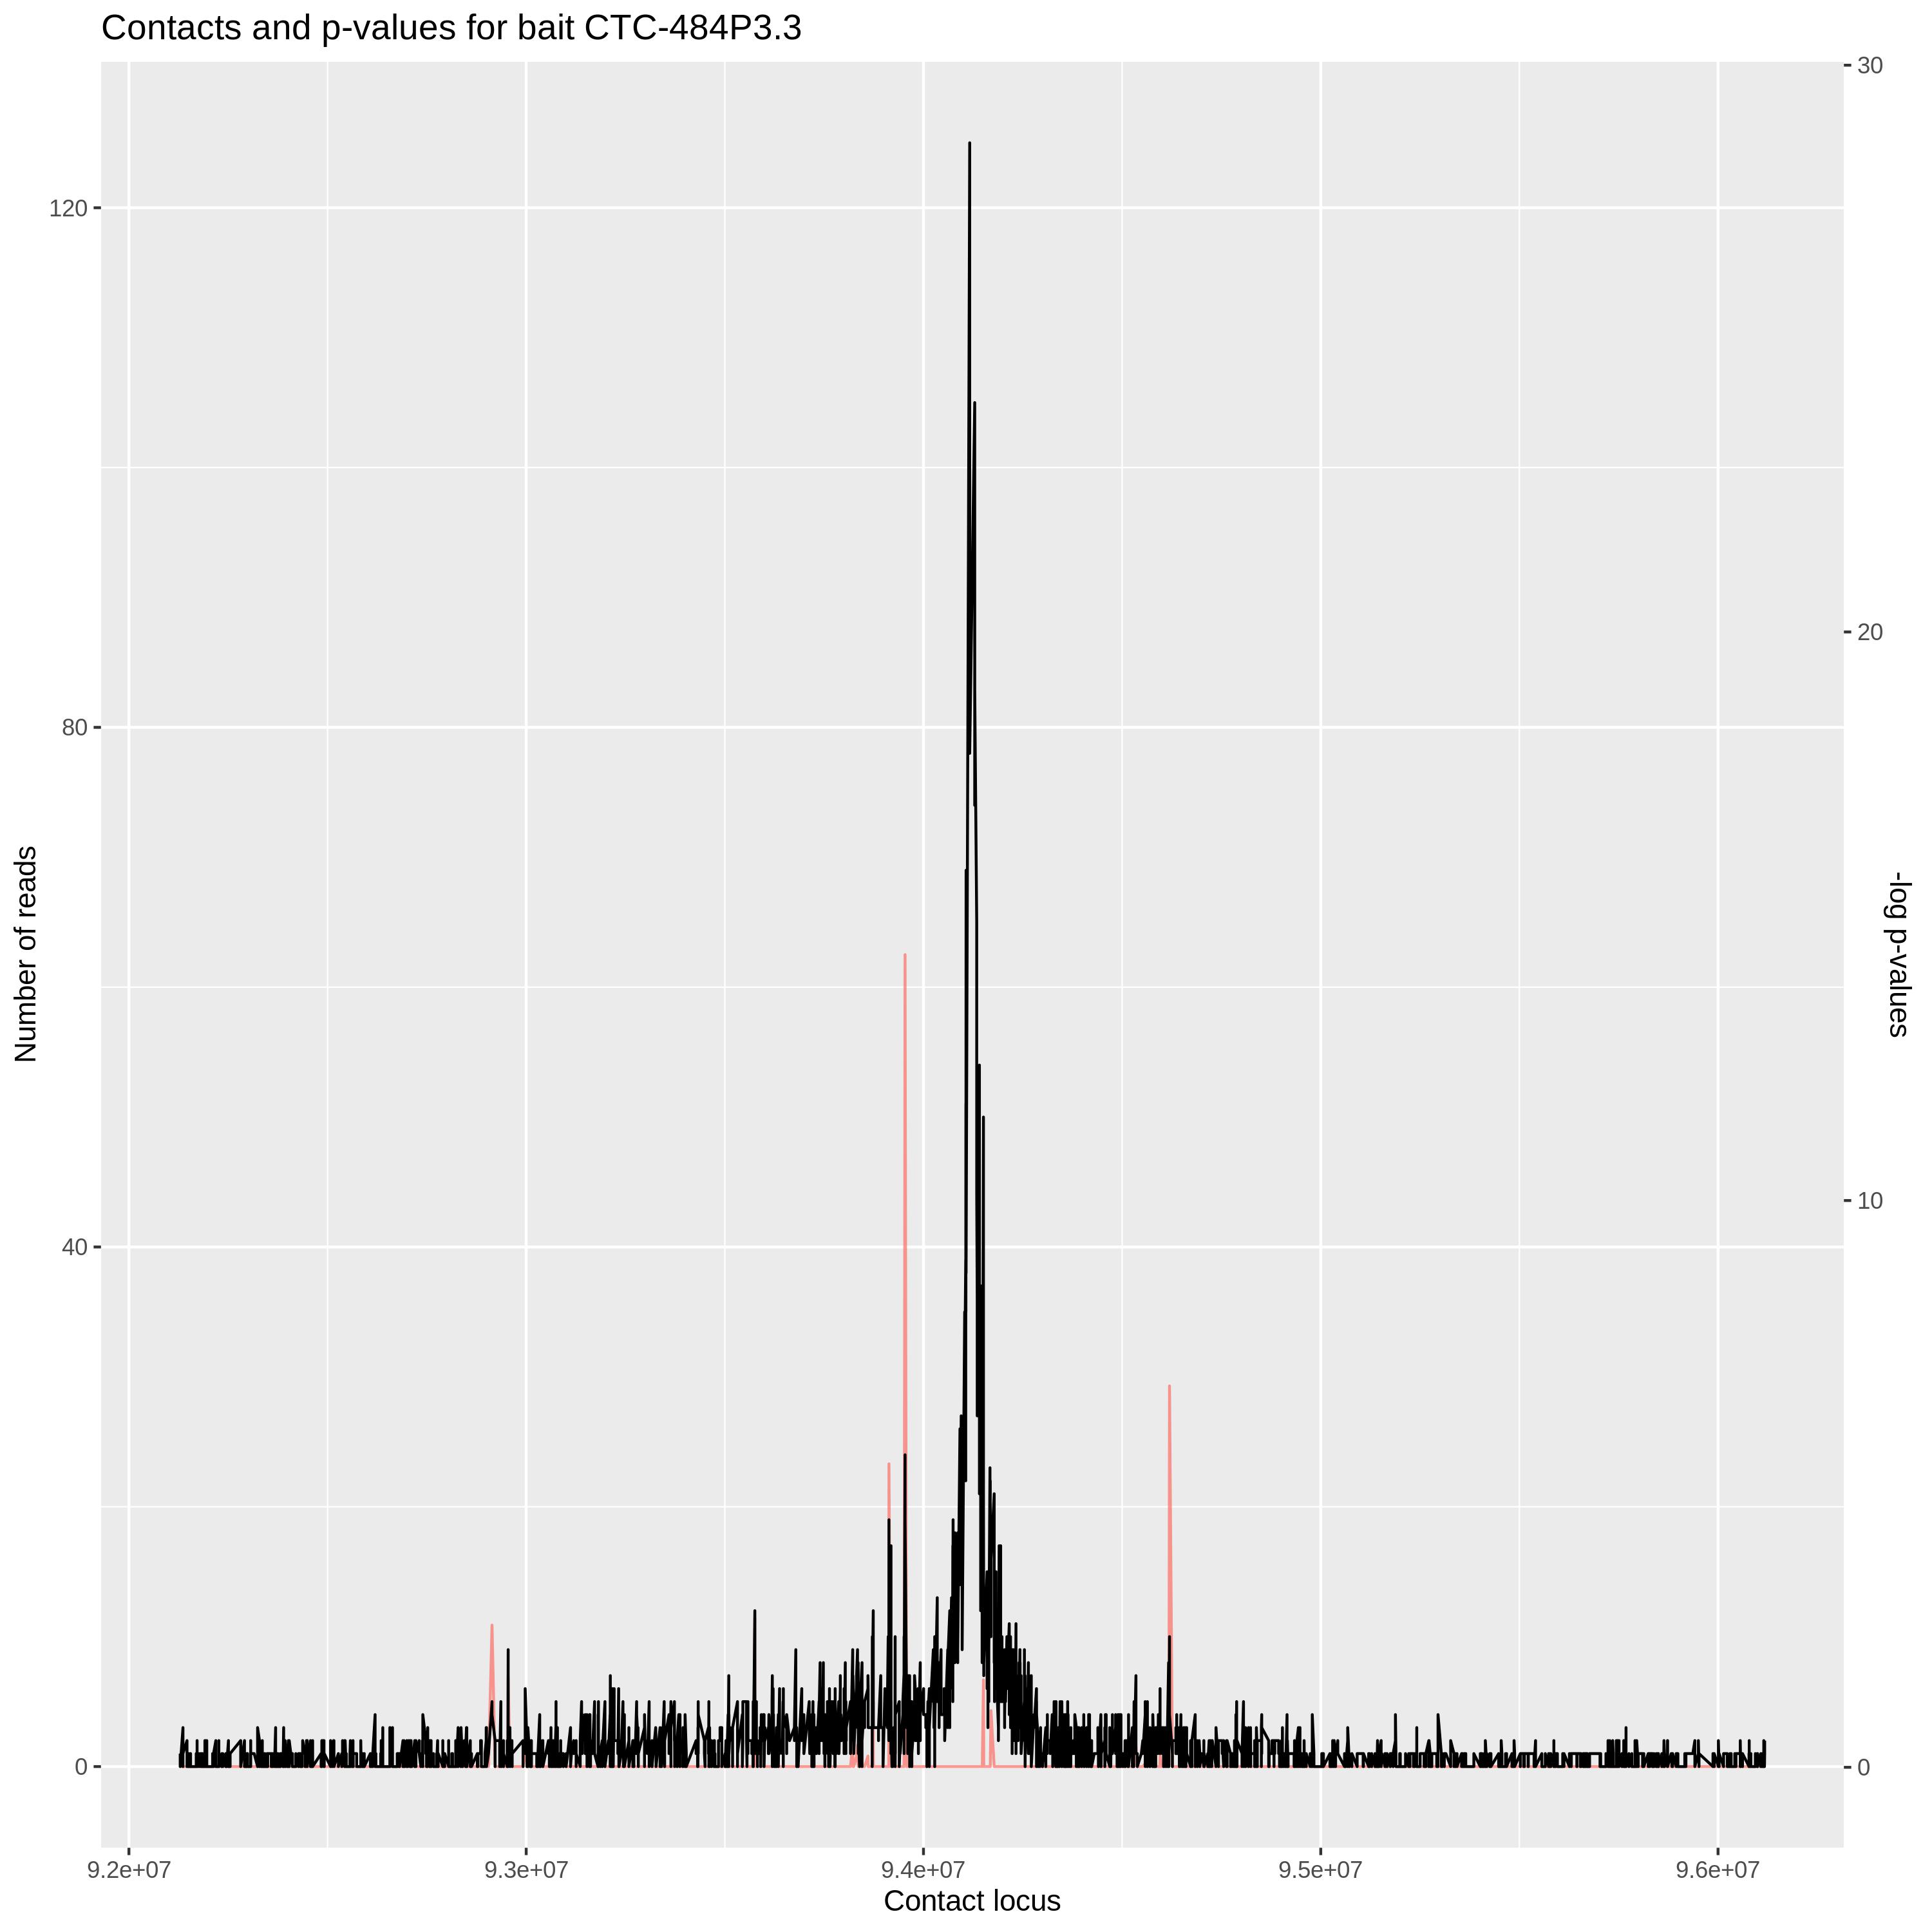 Contacts and p-values for bait CTC-484P3.3
30
120
20
80
Number of reads
-log p-values
10
40
0
0
9.2e+07
9.3e+07
9.4e+07
9.5e+07
9.6e+07
Contact locus